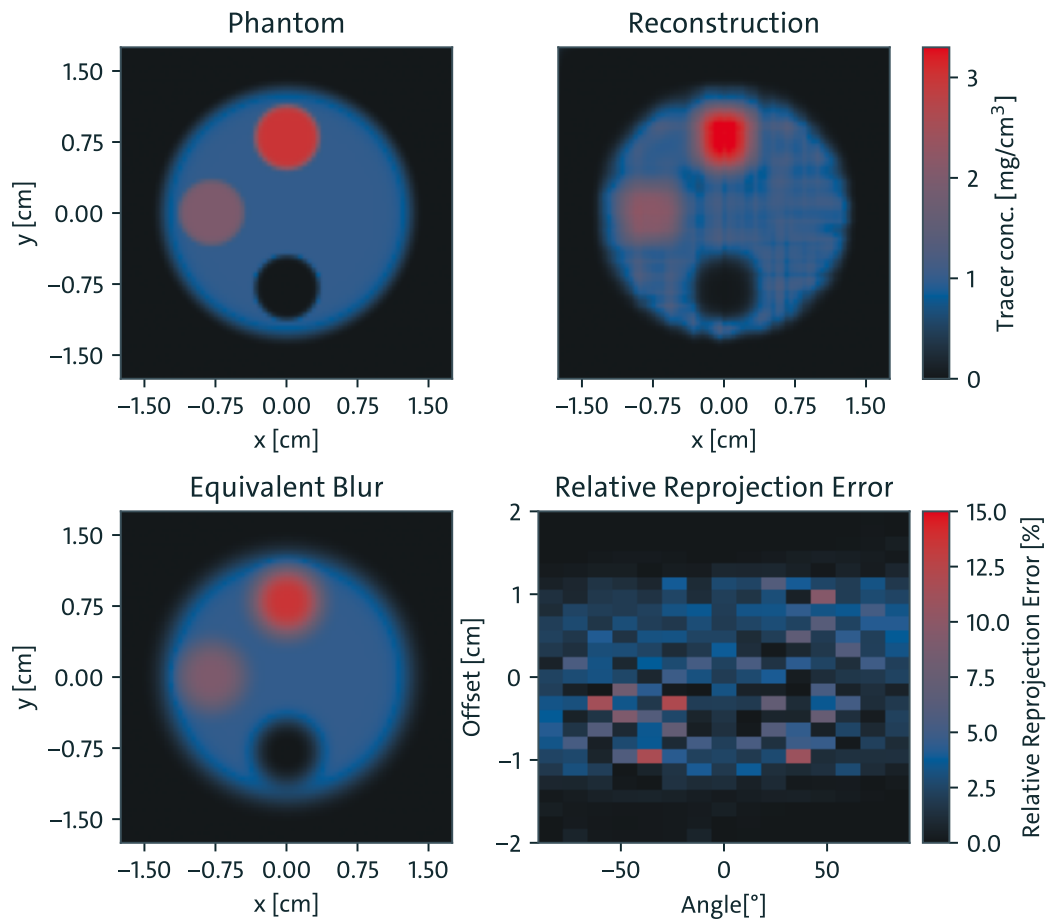 Phantom
Reconstruction
1.50
0.75
0.00
−0.75
−1.50
y [cm]
−1.50 −0.75 0.00 0.75 1.50
x [cm]
−1.50 −0.75 0.00 0.75 1.50
x [cm]
3
2
1
0
Tracer conc. [mg/cm³]
Equivalent Blur
Relative Reprojection Error
1.50
0.75
0.00
−0.75
−1.50
y [cm]
−1.50 −0.75 0.00 0.75 1.50
x [cm]
2
1
0
−1
−2
Offset [cm]
−50 0 50
Angle[°]
15.0
12.5
10.0
7.5
5.0
2.5
0.0
Relative Reprojection Error [%]